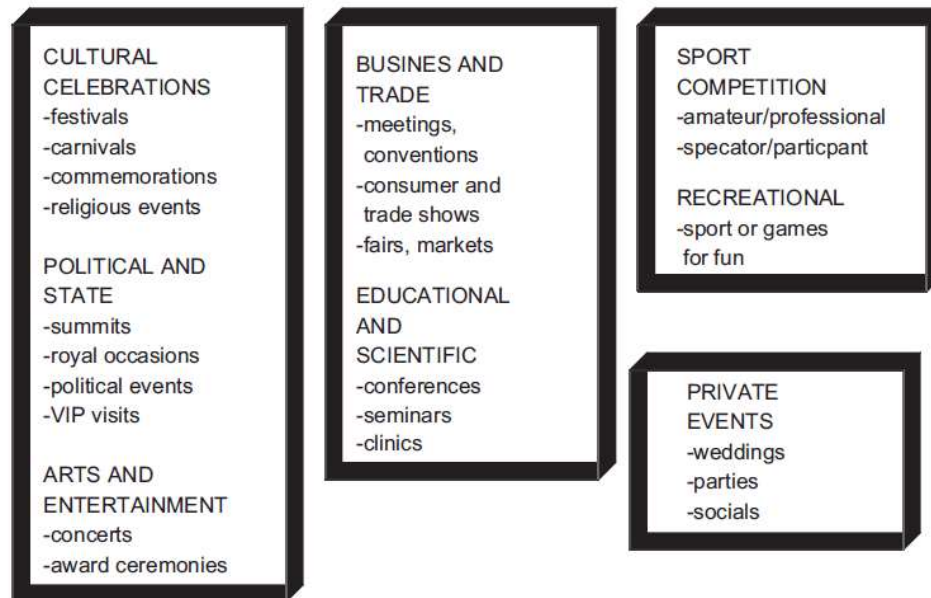 CULTURAL
CELEBRATIONS
-festivals
-carnivals
-commemorations
-religious events
POLITICAL AND
STATE
-summits
-royal occasions
-political events
-VIP visits
ARTS AND
ENTERTAINMENT
-concerts
-award ceremonies
BUSINES AND
TRADE
-meetings,
conventions
-consumer and
trade shows
-fairs, markets
EDUCATIONAL
AND
SCIENTIFIC
-conferences
-seminars
-clinics
SPORT
COMPETITION
-amateur/professional
-specator/particpant
RECREATIONAL
-sport or games
for fun
PRIVATE
EVENTS
-weddings
-parties
-socials